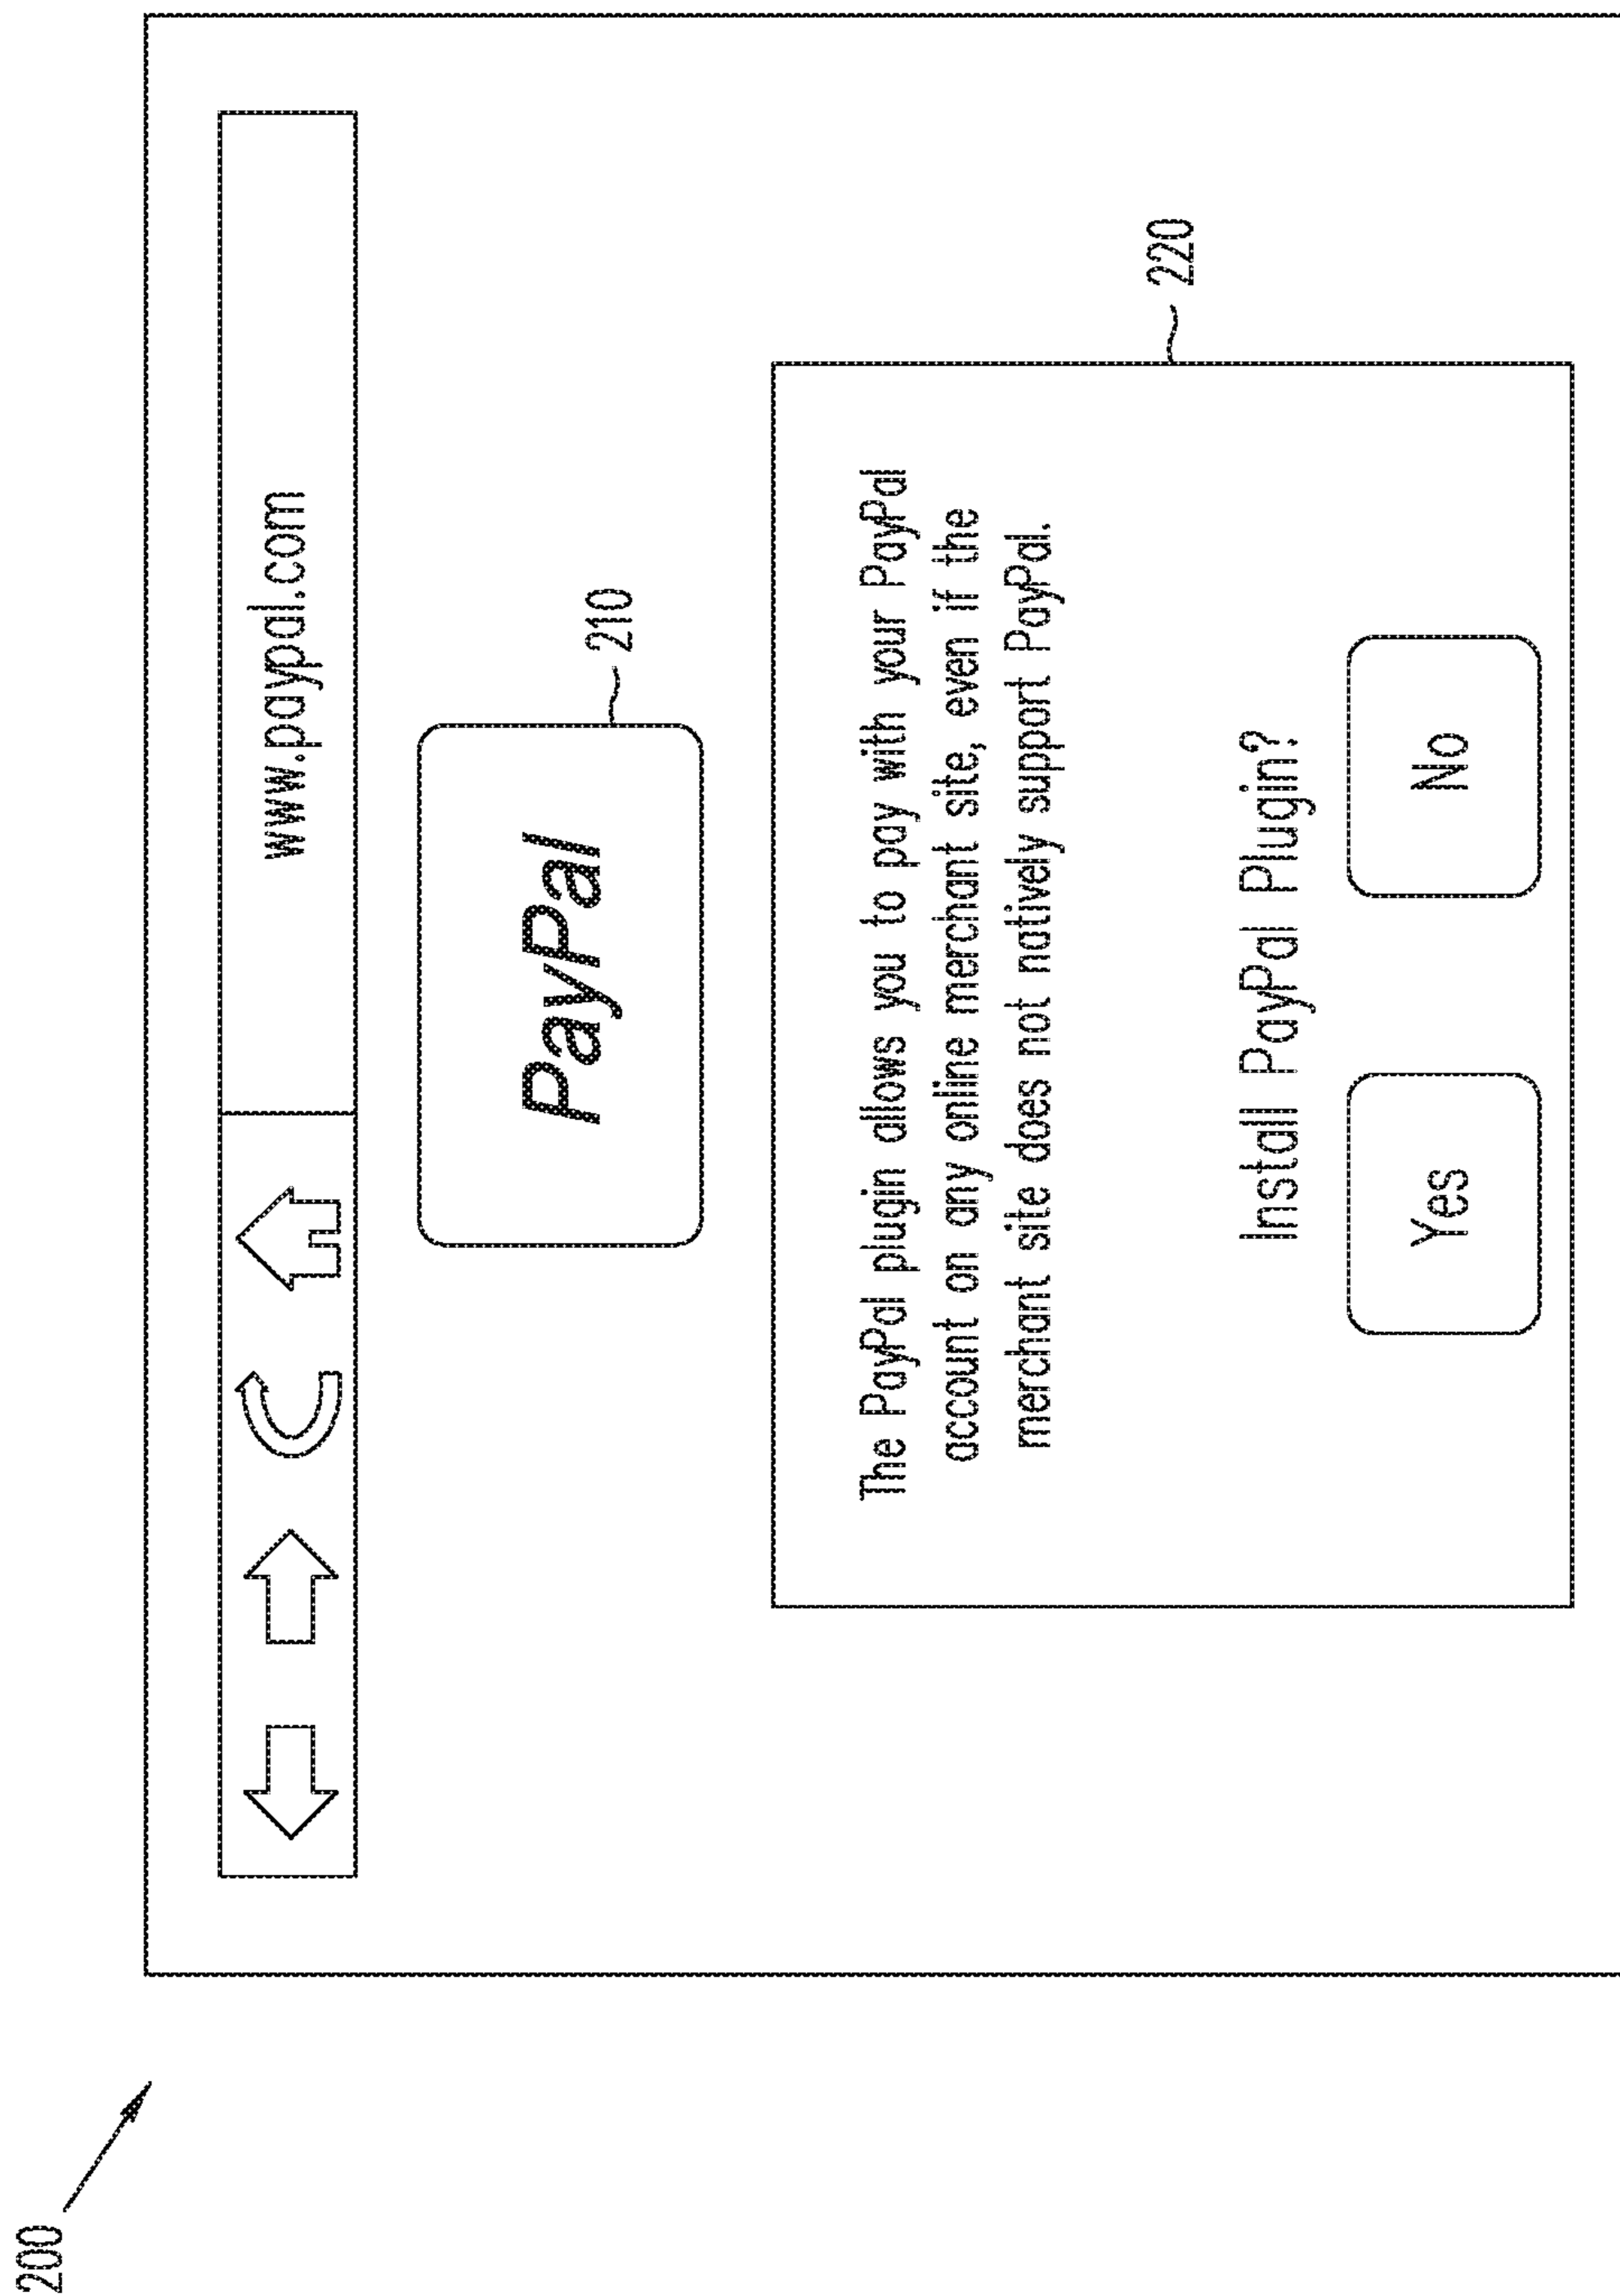 200
www.paypal.com
PayPal
210
220
The PayPal plugin allows you to pay with your PayPal
account on any online merchant site, even if the
merchant site does not natively support PayPal.
Install PayPal Plugin?
Yes
No